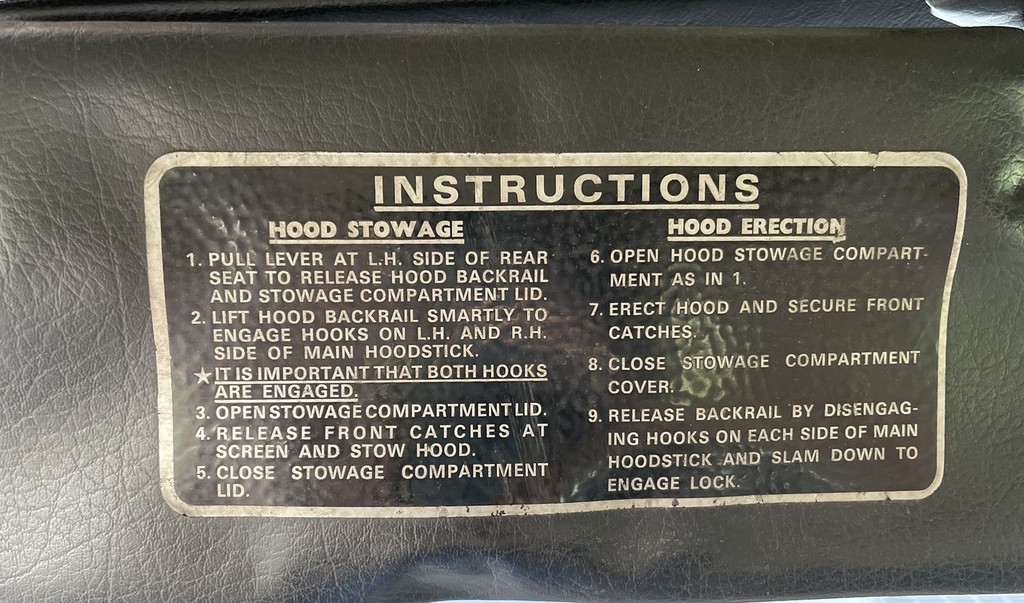 INSTRUCTIONS
HOOD STOWAGE
1. PULL LEVER AT L.H. SIDE OF REAR
SEAT TO RELEASE HOOD BACKRAIL
AND STOWAGE COMPARTMENT LID.
2. LIFT HOOD BACKRAIL SMARTLY TO
ENGAGE HOOKS ON L.H. AND R.H.
SIDE OF MAIN HOODSTICK.
★ IT IS IMPORTANT THAT BOTH HOOKS
ARE ENGAGED.
3. OPEN STOWAGE COMPARTMENT LID.
4. RELEASE FRONT CATCHES AT
SCREEN AND STOW HOOD.
5. CLOSE STOWAGE COMPARTMENT
LID.
HOOD ERECTION
6. OPEN HOOD STOWAGE COMPART-
MENT AS IN 1.
7. ERECT HOOD AND SECURE FRONT
CATCHES.
8. CLOSE STOWAGE COMPARTMENT
COVER.
9. RELEASE BACKRAIL BY DISENGAG-
ING HOOKS ON EACH SIDE OF MAIN
HOODSTICK AND SLAM DOWN TO
ENGAGE LOCK.